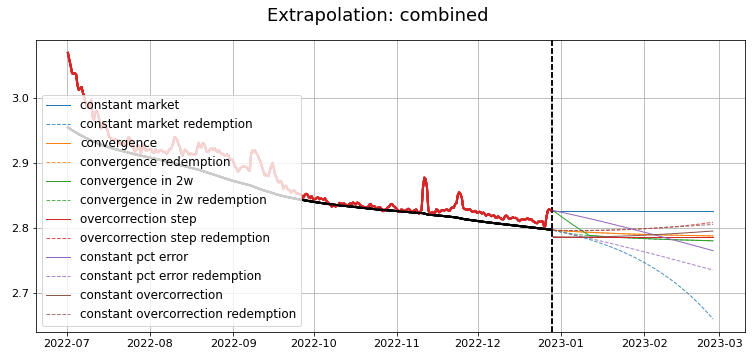 Extrapolation: combined
3.0
2.9
2.8
2.7
constant market
constant market redemption
convergence
convergence redemption
convergence in 2w
convergence in 2w redemption
overcorrection step
overcorrection step redemption
constant pct error
constant pct error redemption
constant overcorrection
constant overcorrection redemption
2022-07 2022-08 2022-09 2022-10 2022-11 2022-12 2023-01 2023-02 2023-03